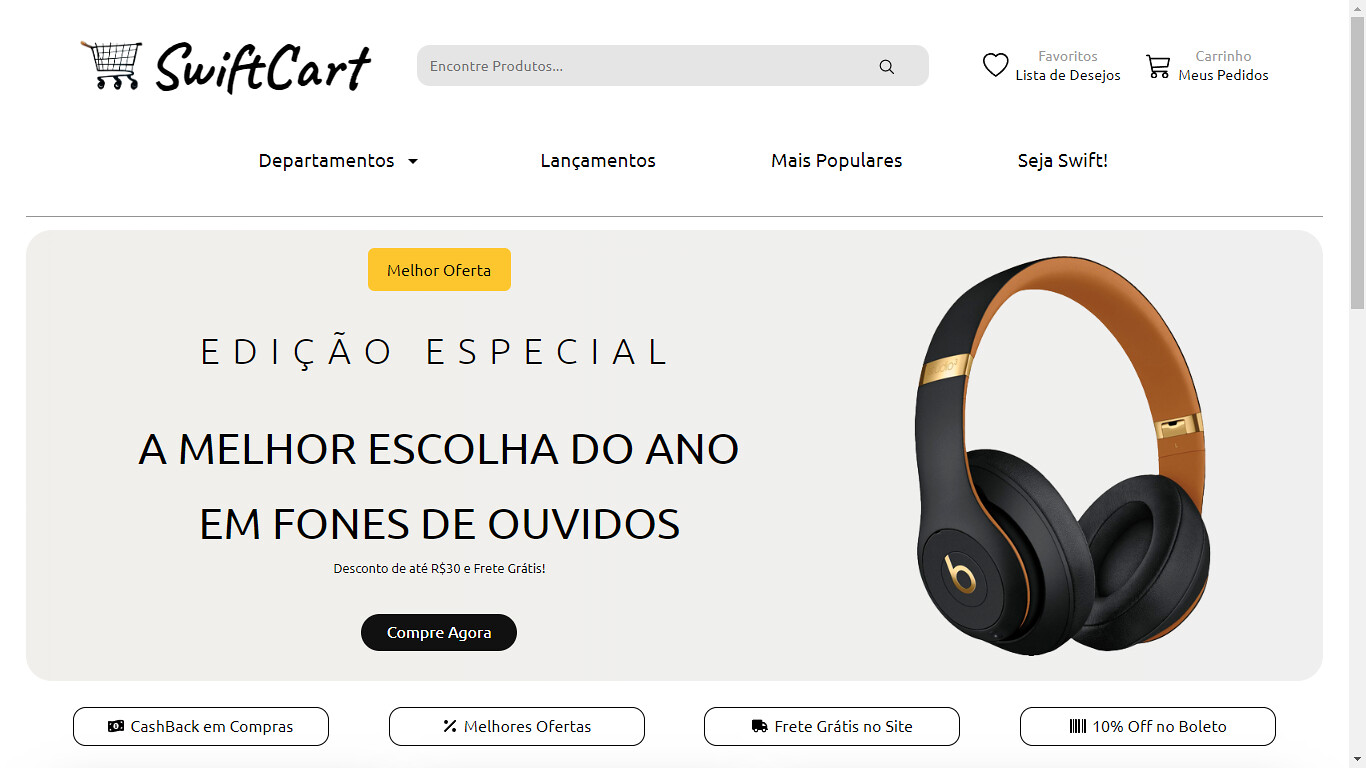 SwiftCart
Encontre Produtos...
Favoritos
Lista de Desejos
Carrinho
Meus Pedidos
Departamentos
Lançamentos
Mais Populares
Seja Swift!
Melhor Oferta
EDIÇÃO ESPECIAL
A MELHOR ESCOLHA DO ANO
EM FONES DE OUVIDOS
Desconto de até R$30 e Frete Grátis!
Compre Agora
b
CashBack em Compras
Melhores Ofertas
Frete Grátis no Site
10% Off no Boleto